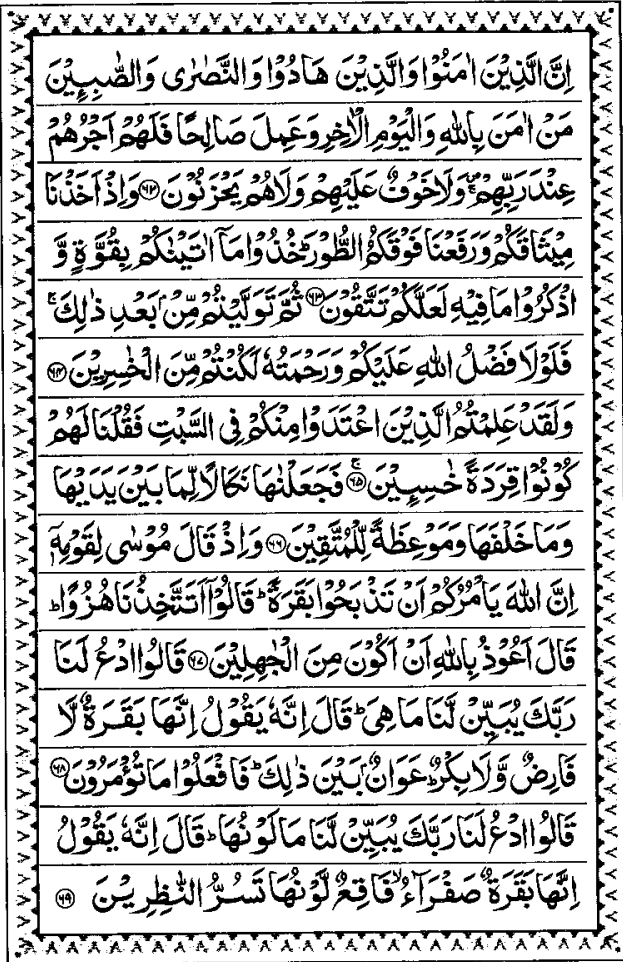 اِنَّ الَّذِيْنَ اٰمَنُوْا وَالَّذِيْنَ هَادُوْا وَالنَّصٰرٰى وَالصّٰبِـِٕيْنَ
مَنْ اٰمَنَ بِاللّٰهِ وَالْيَوْمِ الْاٰخِرِ وَعَمِلَ صَالِحًا فَلَهُمْ اَجْرُهُمْ
عِنْدَ رَبِّهِمْ ۚ وَلَا خَوْفٌ عَلَيْهِمْ وَلَا هُمْ يَحْزَنُوْنَ ﴿۶۲﴾ وَاِذْ اَخَذْنَا
مِيْثَاقَكُمْ وَرَفَعْنَا فَوْقَكُمُ الطُّوْرَ ؕ خُذُوْا مَاۤ اٰتَيْنٰكُمْ بِقُوَّةٍ وَّ
اذْكُرُوْا مَا فِيْهِ لَعَلَّكُمْ تَتَّقُوْنَ ﴿۶۳﴾ ثُمَّ تَوَلَّيْتُمْ مِّنْۢ بَعْدِ ذٰلِكَ ۚ
فَلَوْلَا فَضْلُ اللّٰهِ عَلَيْكُمْ وَرَحْمَتُهٗ لَكُنْتُمْ مِّنَ الْخٰسِرِيْنَ ﴿۶۴﴾
وَلَقَدْ عَلِمْتُمُ الَّذِيْنَ اعْتَدَوْا مِنْكُمْ فِى السَّبْتِ فَقُلْنَا لَهُمْ
كُوْنُوْا قِرَدَةً خٰسِـِٕيْنَ ۚ ﴿۶۵﴾ فَجَعَلْنٰهَا نَكَالًا لِّمَا بَيْنَ يَدَيْهَا
وَمَا خَلْفَهَا وَمَوْعِظَةً لِّلْمُتَّقِيْنَ ﴿۶۶﴾ وَاِذْ قَالَ مُوْسٰى لِقَوْمِهٖۤ
اِنَّ اللّٰهَ يَاْمُرُكُمْ اَنْ تَذْبَحُوْا بَقَرَةً ؕ قَالُوْۤا اَتَتَّخِذُنَا هُزُوًا ؕ
قَالَ اَعُوْذُ بِاللّٰهِ اَنْ اَكُوْنَ مِنَ الْجٰهِلِيْنَ ﴿۶۷﴾ قَالُوا ادْعُ لَنَا
رَبَّكَ يُبَيِّنْ لَّنَا مَا هِىَ ؕ قَالَ اِنَّهٗ يَقُوْلُ اِنَّهَا بَقَرَةٌ لَّا
فَارِضٌ وَّلَا بِكْرٌ ؕ عَوَانٌۢ بَيْنَ ذٰلِكَ ؕ فَافْعَلُوْا مَا تُؤْمَرُوْنَ ﴿۶۸﴾
قَالُوا ادْعُ لَنَا رَبَّكَ يُبَيِّنْ لَّنَا مَا لَوْنُهَا ؕ قَالَ اِنَّهٗ يَقُوْلُ
اِنَّهَا بَقَرَةٌ صَفْرَآءُ ۙ فَاقِعٌ لَّوْنُهَا تَسُرُّ النّٰظِرِيْنَ ﴿۶۹﴾